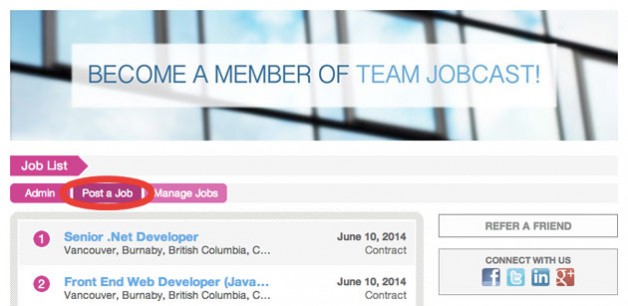 BECOME A MEMBER OF TEAM JOBCAST!
Job List
Admin Post a Job Manage Jobs
1 Senior .Net Developer June 10, 2014
Vancouver, Burnaby, British Columbia, C... Contract
2 Front End Web Developer (Java... June 10, 2014
Vancouver, Burnaby, British Columbia, C... Contract
REFER A FRIEND
CONNECT WITH US
f in g+